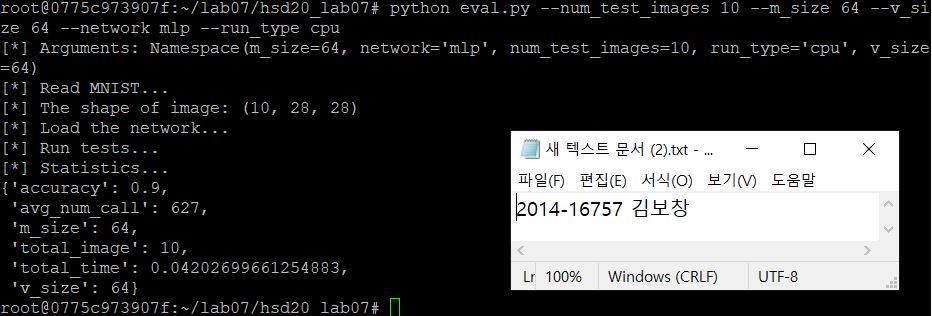 root@0775c973907f:~/lab07/hsd20_lab07# python eval.py --num_test_images 10 --m_size 64 --v_si
ze 64 --network mlp --run_type cpu
[*] Arguments: Namespace(m_size=64, network='mlp', num_test_images=10, run_type='cpu', v_size
=64)
[*] Read MNIST...
[*] The shape of image: (10, 28, 28)
[*] Load the network...
[*] Run tests...
[*] Statistics...
{'accuracy': 0.9,
 'avg_num_call': 627,
 'm_size': 64,
 'total_image': 10,
 'total_time': 0.04202699661254883,
 'v_size': 64}
root@0775c973907f:~/lab07/hsd20_lab07#
새 텍스트 문서 (2).txt - ...
파일(F) 편집(E) 서식(O) 보기(V) 도움말
2014-16757 김보창
Lr 100% Windows (CRLF) UTF-8